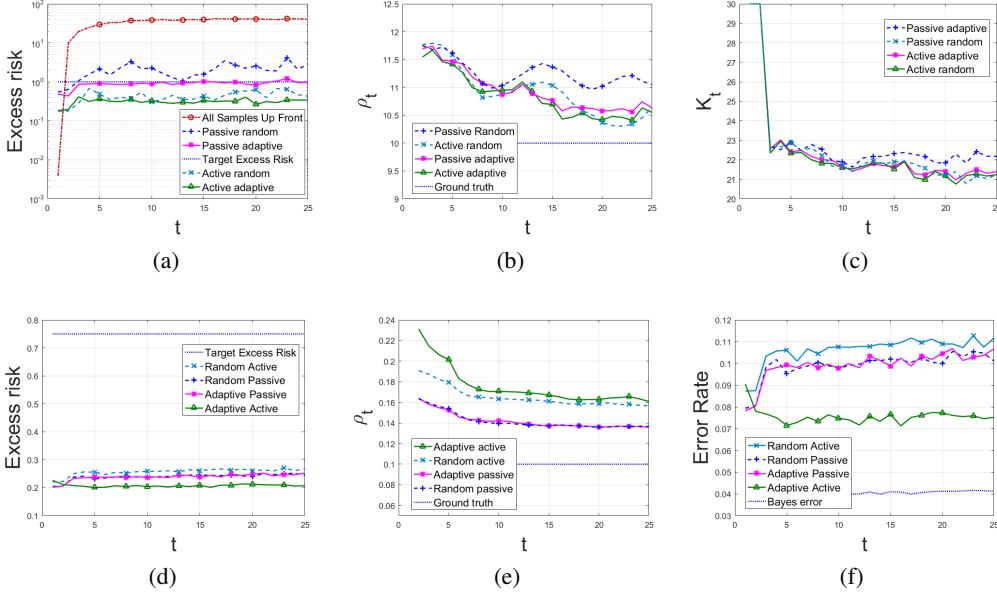 Excess risk
10^2
10^1
10^0
10^-1
10^-2
10^-3
All Samples Up Front
Passive random
Passive adaptive
Target Excess Risk
Active random
Active adaptive
0 5 10 15 20 25
t
(a)
ρt
12.5
12
11.5
11
10.5
10
9.5
9
Passive Random
Active random
Passive adaptive
Active adaptive
Ground truth
0 5 10 15 20 25
t
(b)
Kt
30
29
28
27
26
25
24
23
22
21
20
Passive adaptive
Passive random
Active adaptive
Active random
0 5 10 15 20 25
t
(c)
Excess risk
0.8
0.7
0.6
0.5
0.4
0.3
0.2
0.1
Target Excess Risk
Random Active
Random Passive
Adaptive Passive
Adaptive Active
0 5 10 15 20 25
t
(d)
ρt
0.24
0.22
0.2
0.18
0.16
0.14
0.12
0.1
0.08
0.06
Adaptive active
Random active
Adaptive passive
Random passive
Ground truth
0 5 10 15 20 25
t
(e)
Error Rate
0.12
0.11
0.1
0.09
0.08
0.07
0.06
0.05
0.04
0.03
Random Active
Random Passive
Adaptive Passive
Adaptive Active
Bayes error
0 5 10 15 20 25
t
(f)